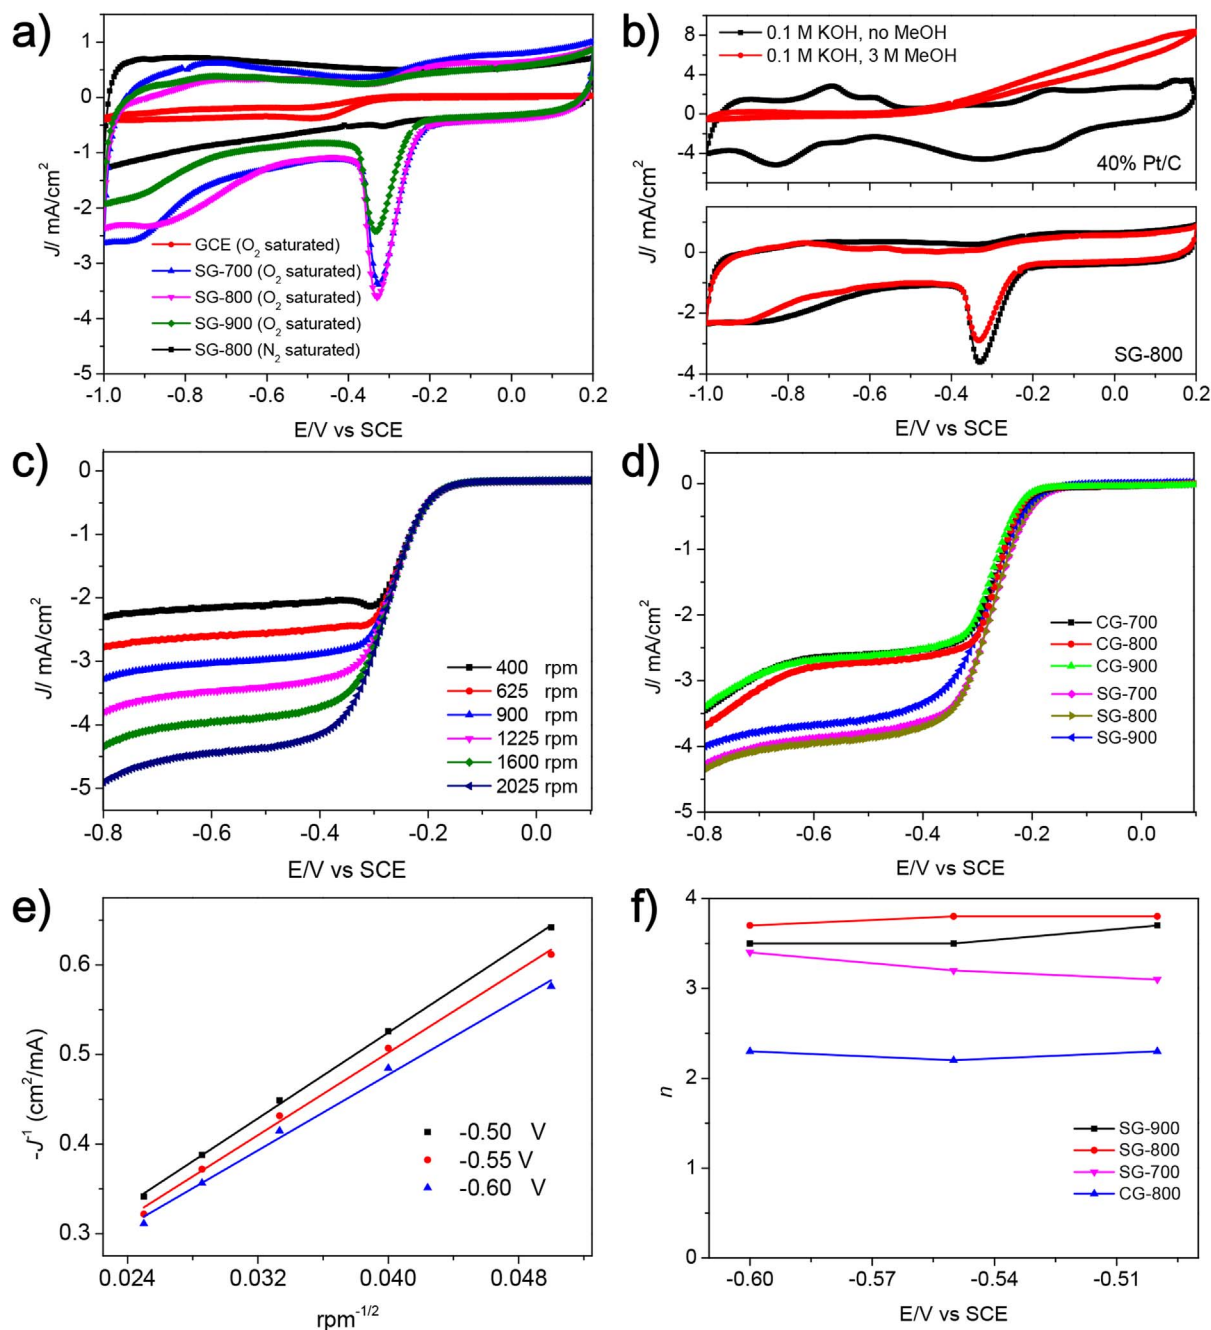 a)
1
0
-1
-2
-3
-4
-5
J/ mA/cm²
GCE (O₂ saturated)
SG-700 (O₂ saturated)
SG-800 (O₂ saturated)
SG-900 (O₂ saturated)
SG-800 (N₂ saturated)
-1.0 -0.8 -0.6 -0.4 -0.2 0.0 0.2
E/V vs SCE
b)
8
4
0
-4
0.1 M KOH, no MeOH
0.1 M KOH, 3 M MeOH
40% Pt/C
J/ mA/cm²
2
0
-2
-4
SG-800
-1.0 -0.8 -0.6 -0.4 -0.2 0.0 0.2
E/V vs SCE
c)
0
-1
-2
-3
-4
-5
J/ mA/cm²
400 rpm
625 rpm
900 rpm
1225 rpm
1600 rpm
2025 rpm
-0.8 -0.6 -0.4 -0.2 0.0
E/V vs SCE
d)
0
-1
-2
-3
-4
-5
J/ mA/cm²
CG-700
CG-800
CG-900
SG-700
SG-800
SG-900
-0.8 -0.6 -0.4 -0.2 0.0
E/V vs SCE
e)
0.6
0.5
0.4
0.3
-J⁻¹ (cm²/mA)
-0.50 V
-0.55 V
-0.60 V
0.024 0.032 0.040 0.048
rpm⁻¹/²
f)
4
3
2
1
0
n
SG-900
SG-800
SG-700
CG-800
-0.60 -0.57 -0.54 -0.51
E/V vs SCE